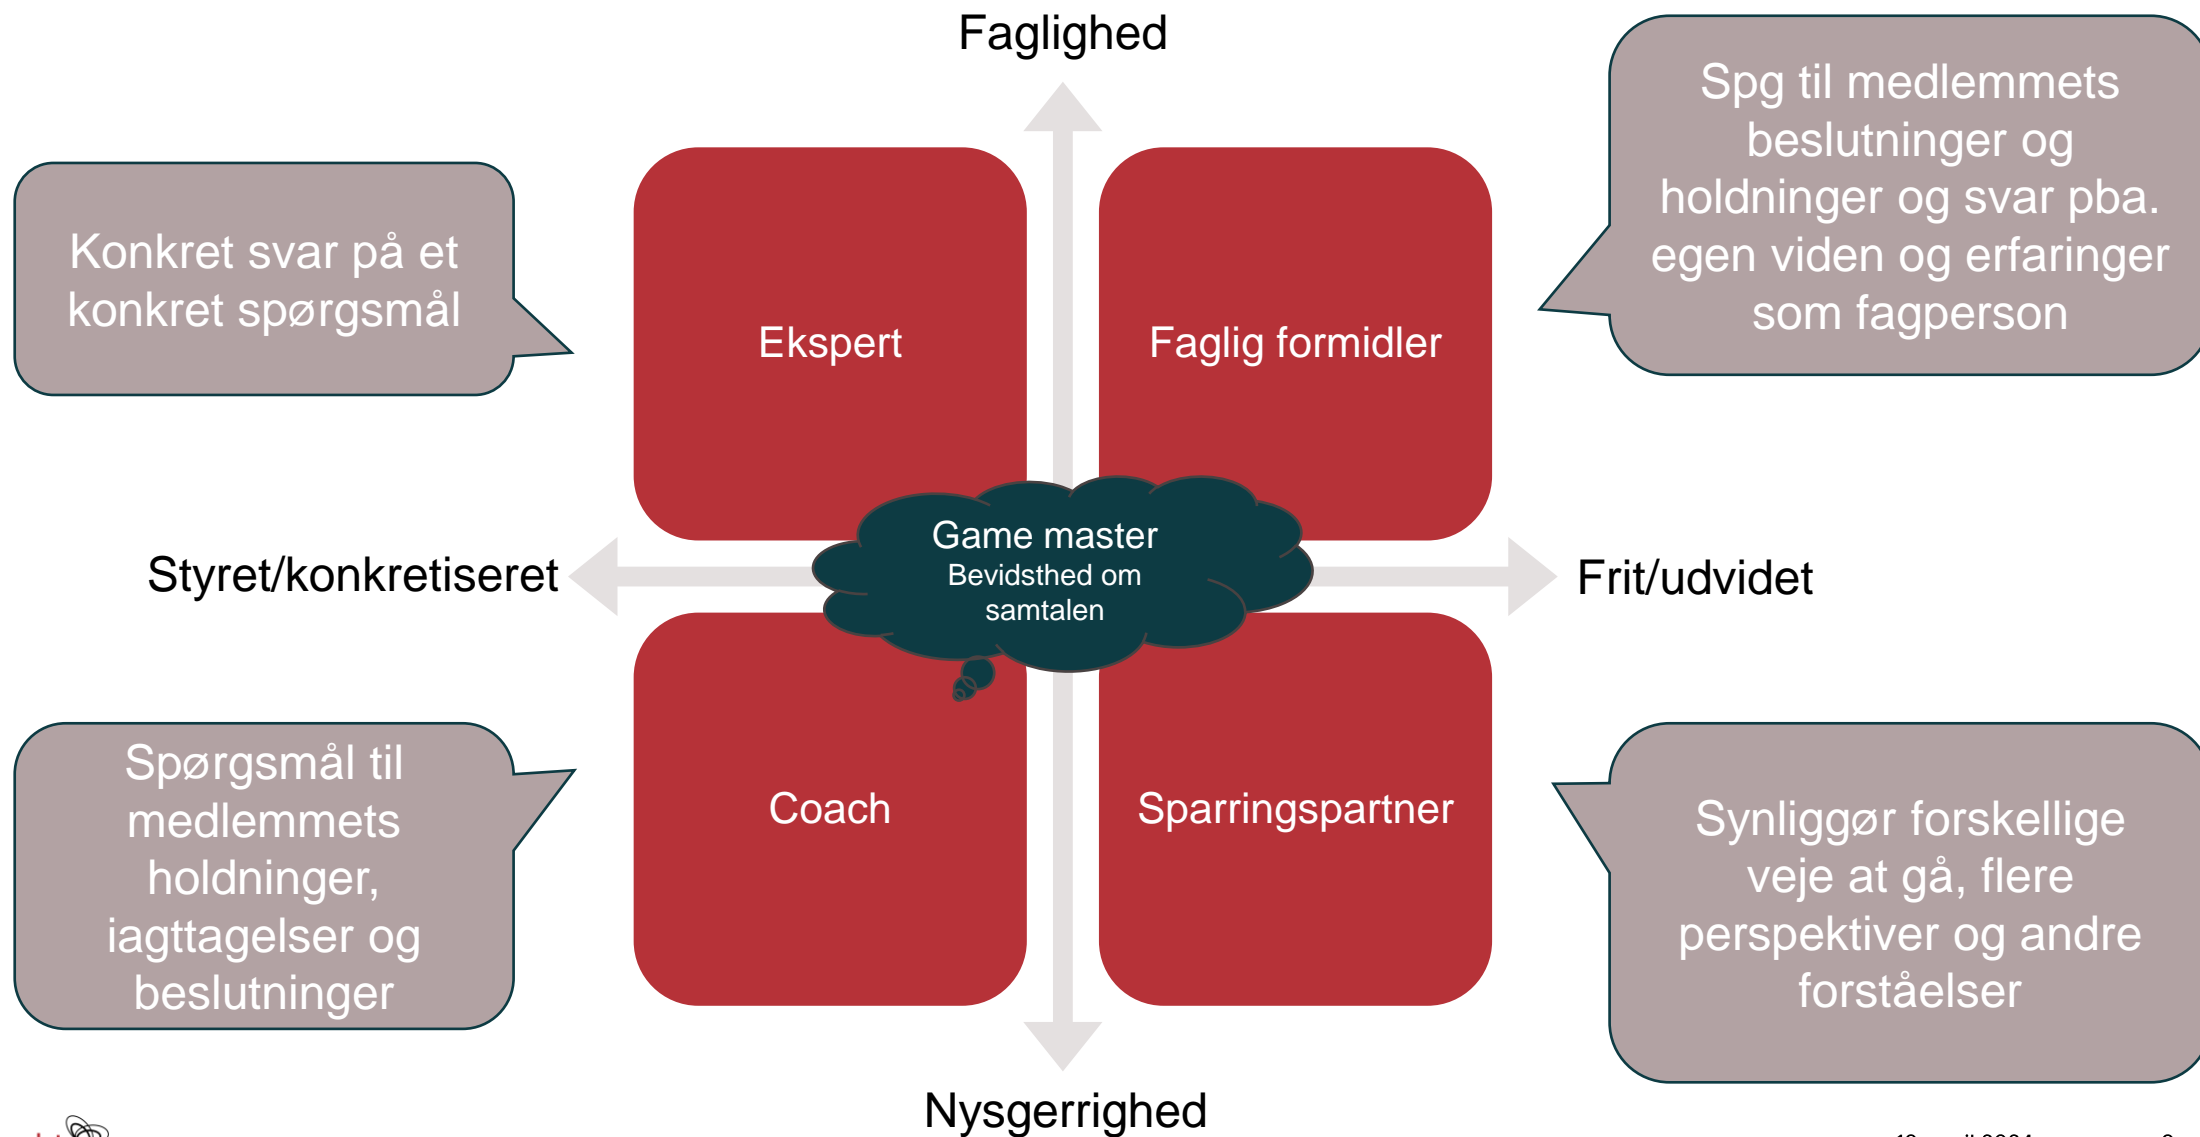 Faglighed
Spg til medlemmets
beslutninger og
holdninger og svar pba.
egen viden og erfaringer
som fagperson
Konkret svar på et
konkret spørgsmål
Ekspert
Faglig formidler
Game master
Bevidsthed om
samtalen
Styret/konkretiseret
Frit/udvidet
Spørgsmål til
medlemmets
holdninger,
iagttagelser og
beslutninger
Coach
Sparringspartner
Synliggør forskellige
veje at gå, flere
perspektiver og andre
forståelser
Nysgerrighed